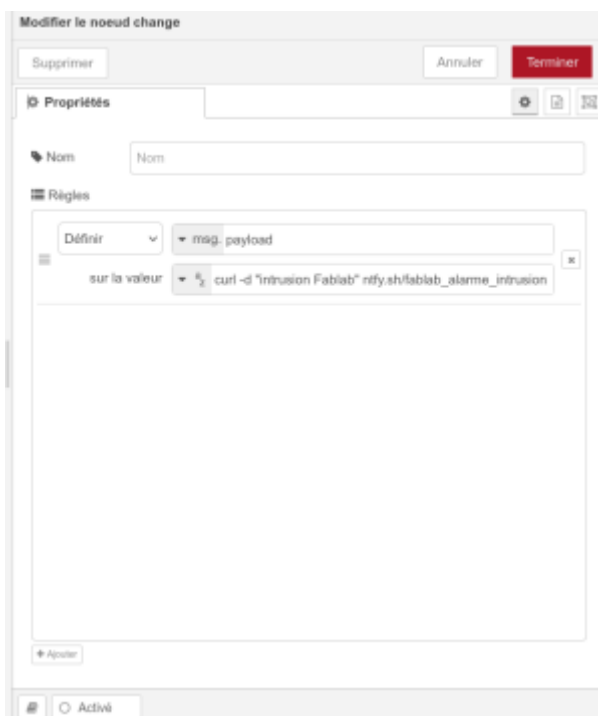 Modifier le noeud change
Supprimer Annuler Terminer
Propriétés
Nom Nom
Règles
Définir msg. payload
sur la valeur a z curl -d "intrusion Fablab" ntfy.sh/fablab_alarme_intrusion
Ajouter
Activé